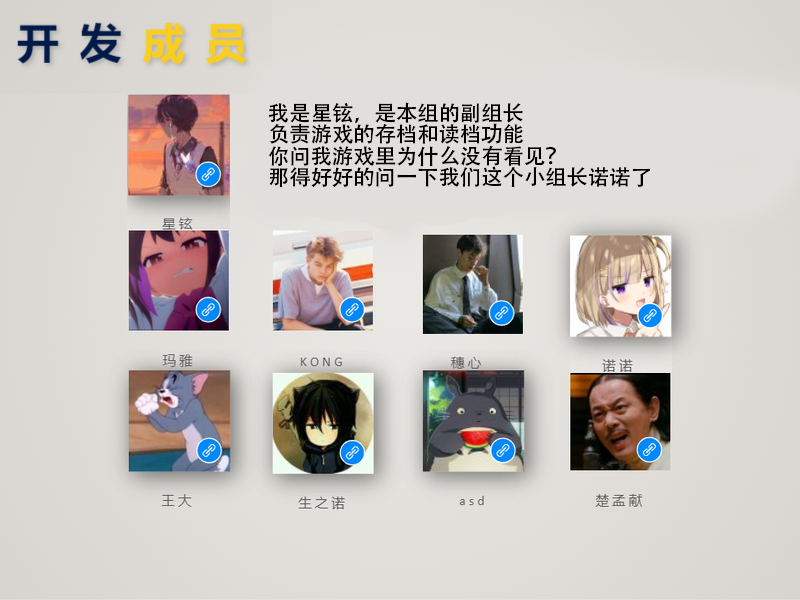 开发成员
我是星铉，是本组的副组长
负责游戏的存档和读档功能
你问我游戏里为什么没有看见？
那得好好的问一下我们这个小组长诺诺了
星铉
玛雅
KONG
穗心
诺诺
王大
生之诺
asd
楚孟献